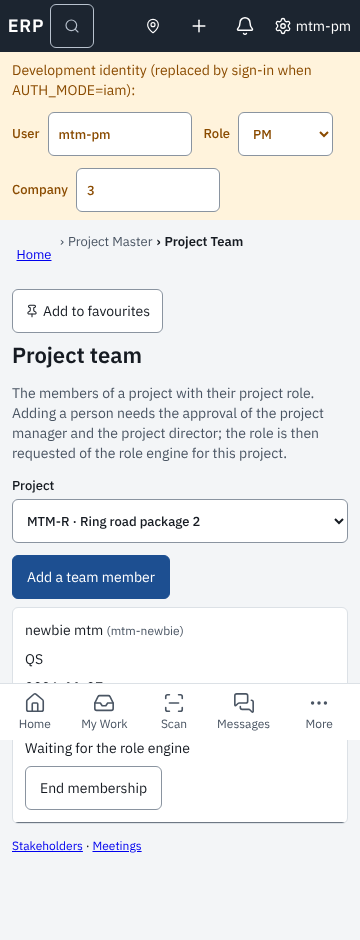 ERP
mtm-pm
Development identity (replaced by sign-in when
AUTH_MODE=iam):
User mtm-pm Role PM
Company 3
Home › Project Master › Project Team
Add to favourites
Project team
The members of a project with their project role.
Adding a person needs the approval of the project
manager and the project director; the role is then
requested of the role engine for this project.
Project
MTM-R · Ring road package 2
Add a team member
newbie mtm (mtm-newbie)
QS
Home My Work Scan Messages More
Waiting for the role engine
End membership
Stakeholders · Meetings